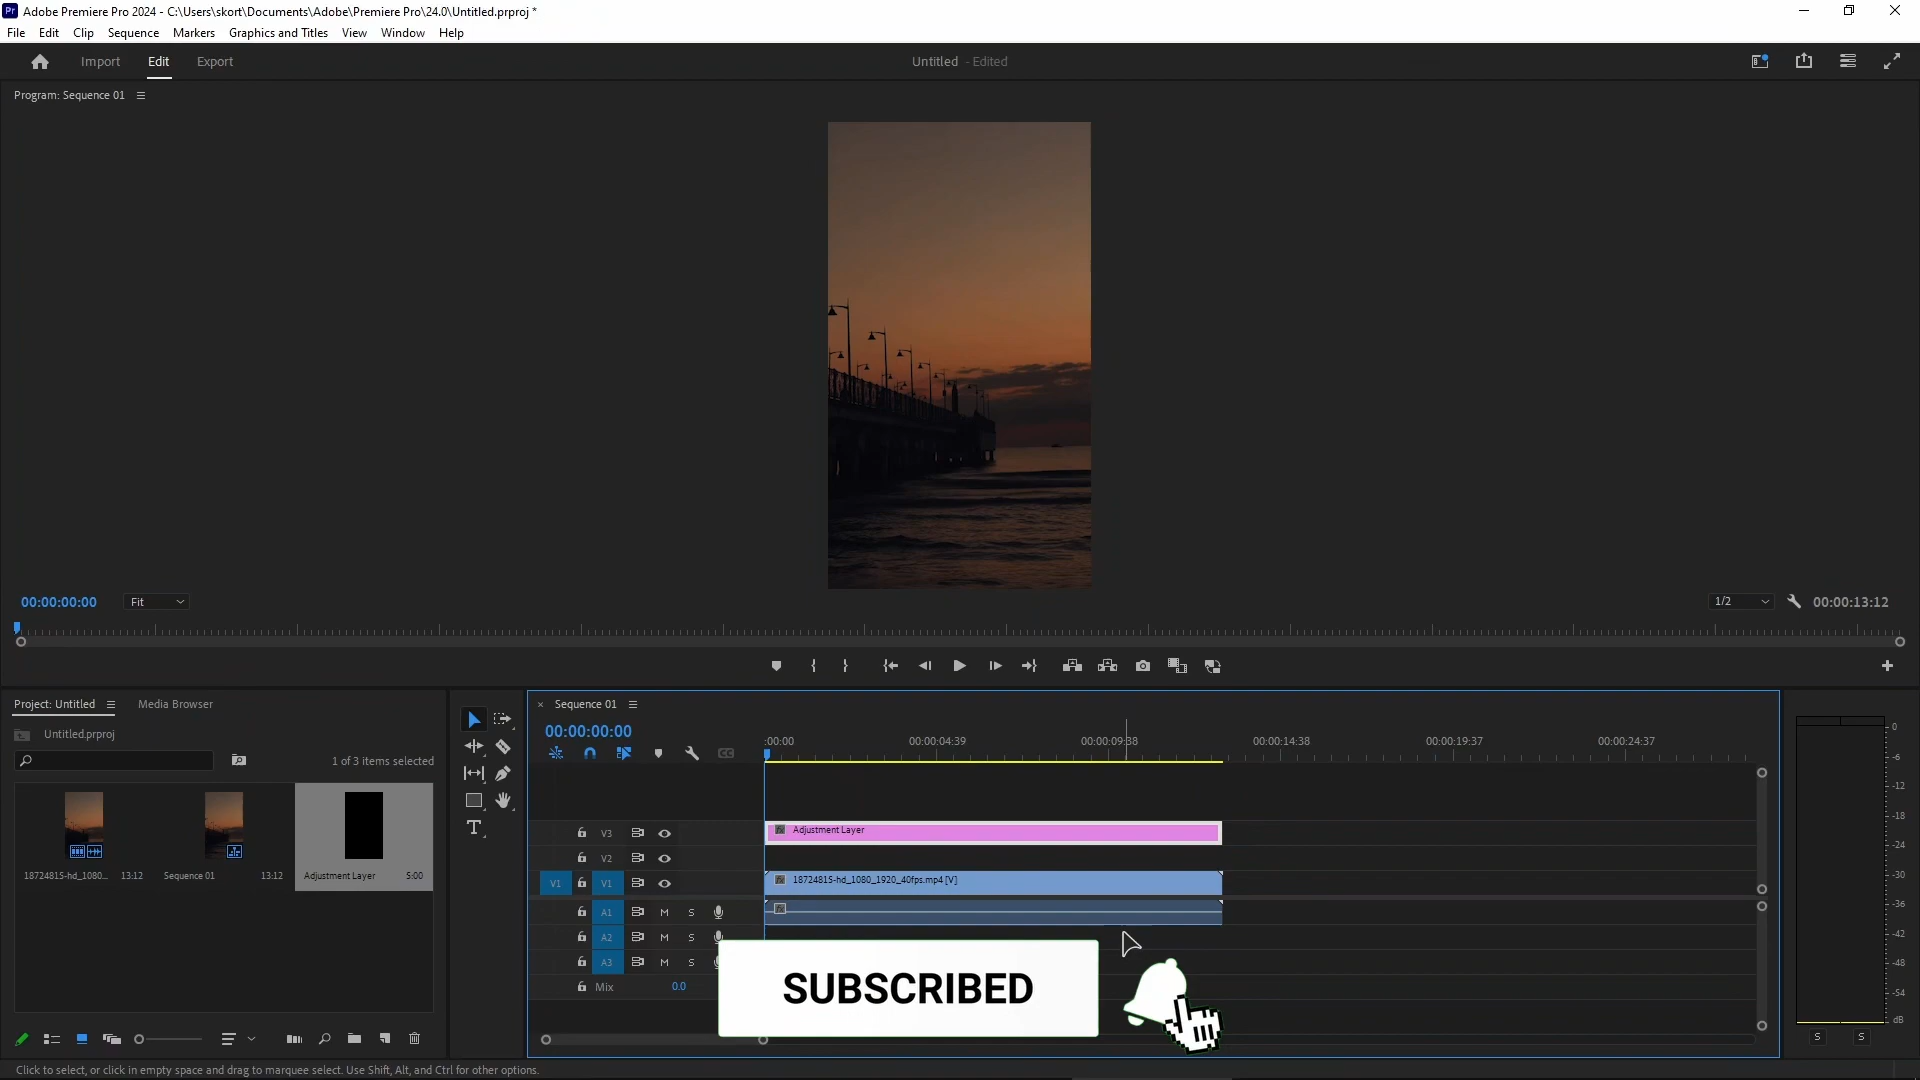 Pr Adobe Premiere Pro 2024 - C:\Users\skort\Documents\Adobe\Premiere Pro\24.0\Untitled.prproj *
File Edit Clip Sequence Markers Graphics and Titles View Window Help
Import Edit Export Untitled - Edited
Program: Sequence 01
00:00:00:00 Fit 1/2 00:00:13:12
Project: Untitled Media Browser
Untitled.prproj
1 of 3 items selected
18724815-hd_1080... 13:12 Sequence 01 13:12 Adjustment Layer 5:00
Sequence 01
00:00:00:00
:00:00 00:00:04:39 00:00:09:38 00:00:14:38 00:00:19:37 00:00:24:37
V3 Adjustment Layer
V2
V1 V1 18724815-hd_1080_1920_40fps.mp4 [V]
A1 M S
A2 M S
A3 M S
Mix 0.0
SUBSCRIBED
0
-6
-12
-18
-24
-30
-36
-42
-48
-54
dB
S S
Click to select, or click in empty space and drag to marquee select. Use Shift, Alt, and Ctrl for other options.